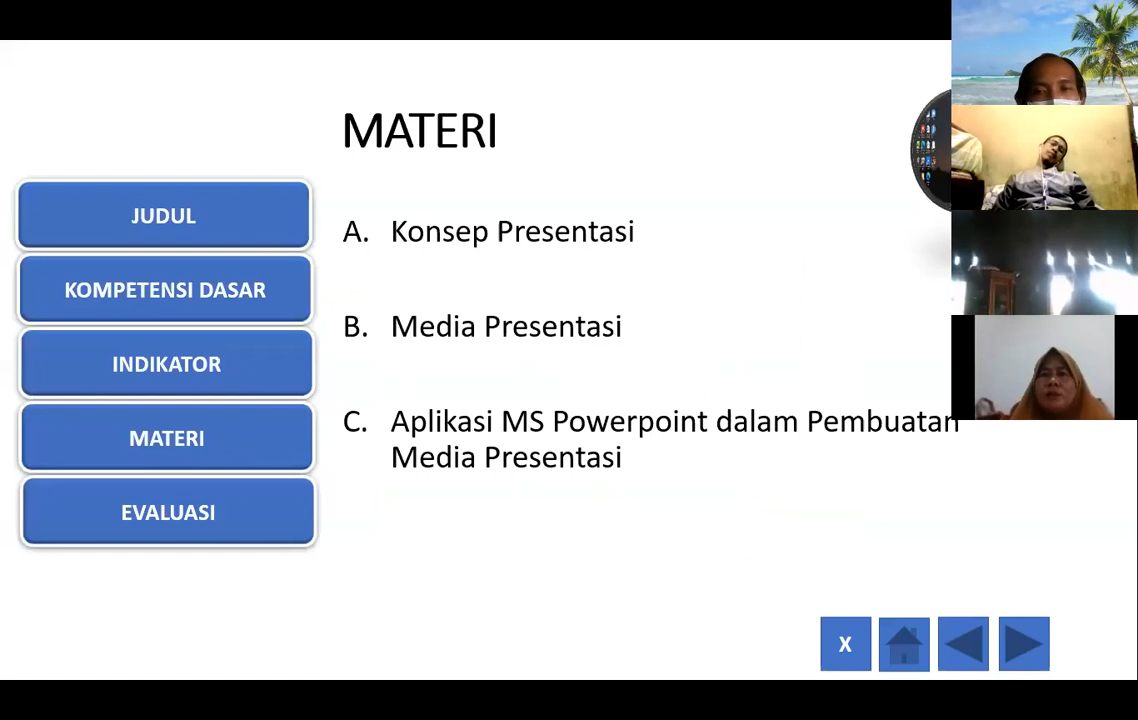 MATERI
JUDUL
KOMPETENSI DASAR
INDIKATOR
MATERI
EVALUASI
A. Konsep Presentasi
B. Media Presentasi
C. Aplikasi MS Powerpoint dalam Pembuatan
Media Presentasi
X